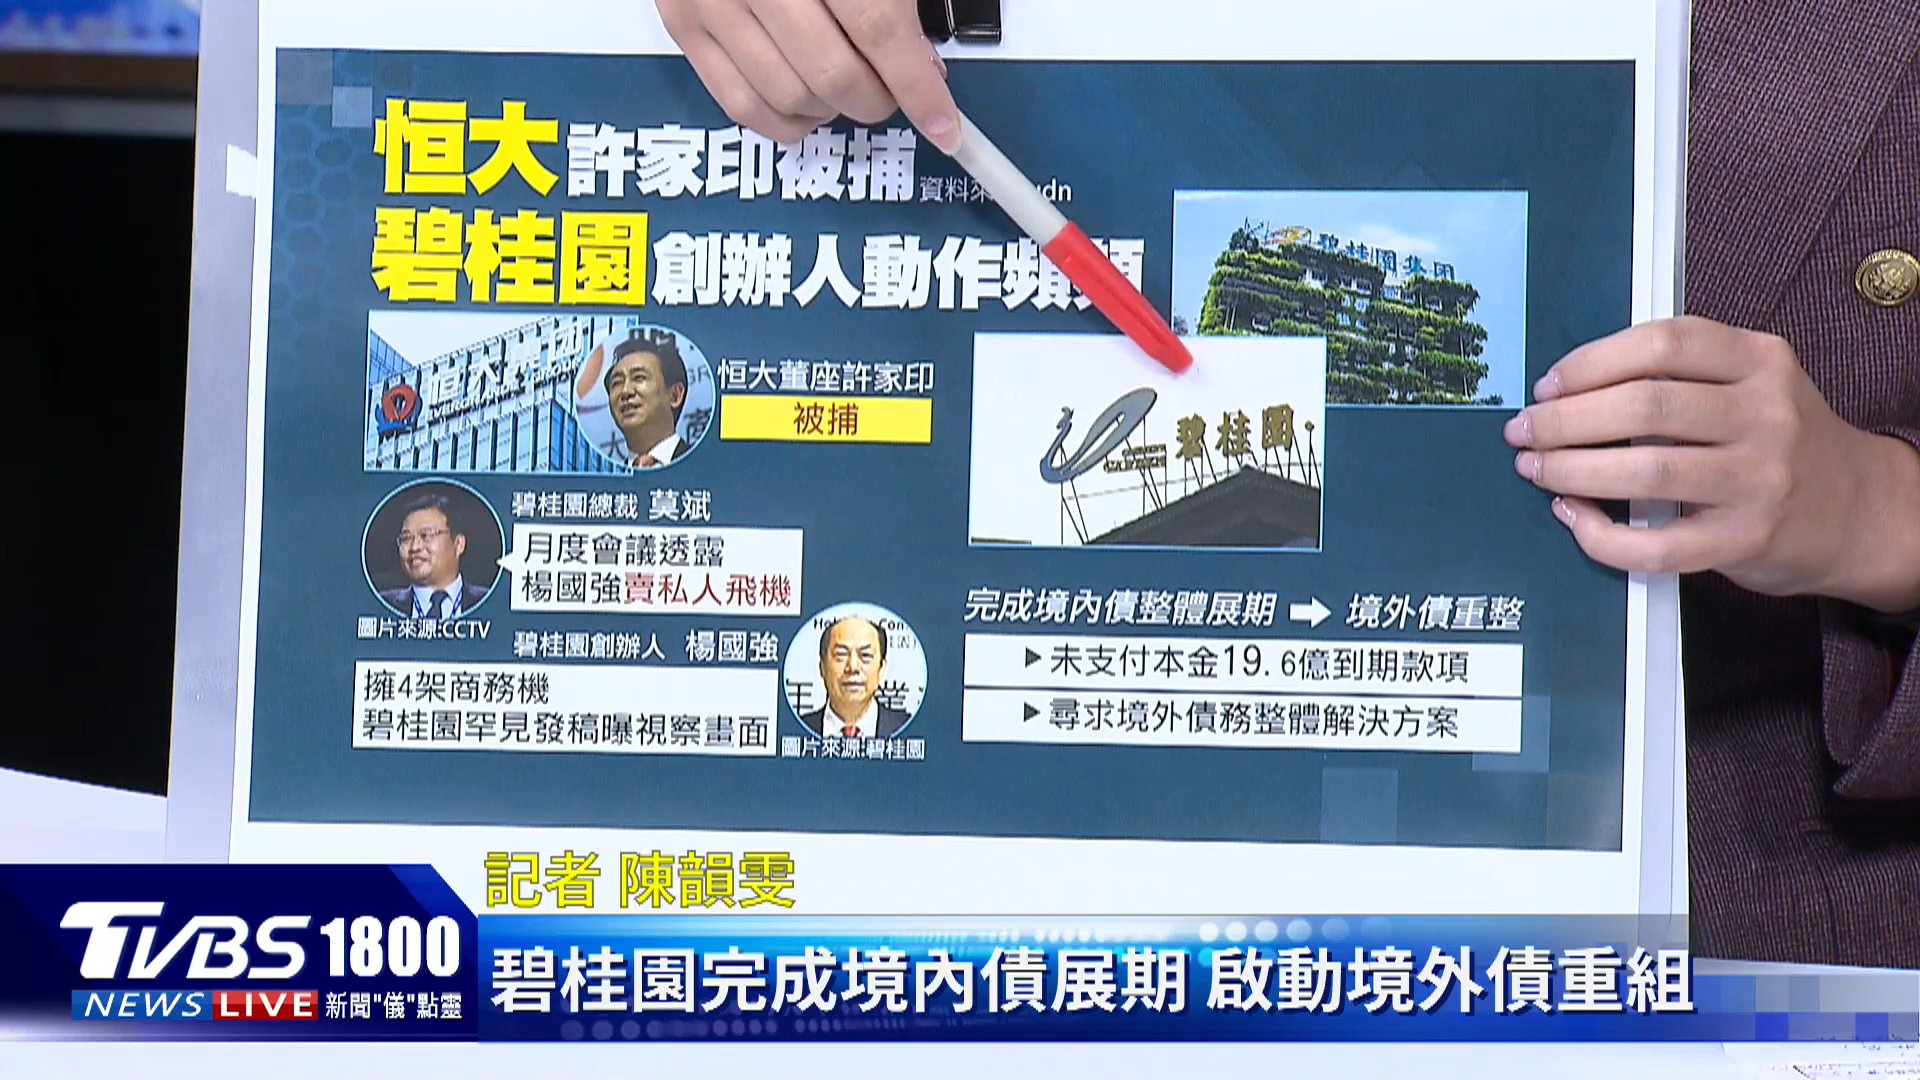 恒大許家印被捕
資料來 udn
碧桂園創辦人動作頻頻
恒大集团
EVERGRANDE GROUP
恒大董座許家印
被捕
碧桂園集团
碧桂園
碧桂園總裁 莫斌
月度會議透露
楊國強賣私人飛機
圖片來源:CCTV
碧桂園創辦人 楊國強
擁4架商務機
碧桂園罕見發稿曝視察畫面
圖片來源:碧桂園
完成境內債整體展期 ➡ 境外債重整
▶未支付本金19.6億到期款項
▶尋求境外債務整體解決方案
記者 陳韻雯
TVBS 1800
NEWS LIVE 新聞"儀"點靈
碧桂園完成境內債展期 啟動境外債重組